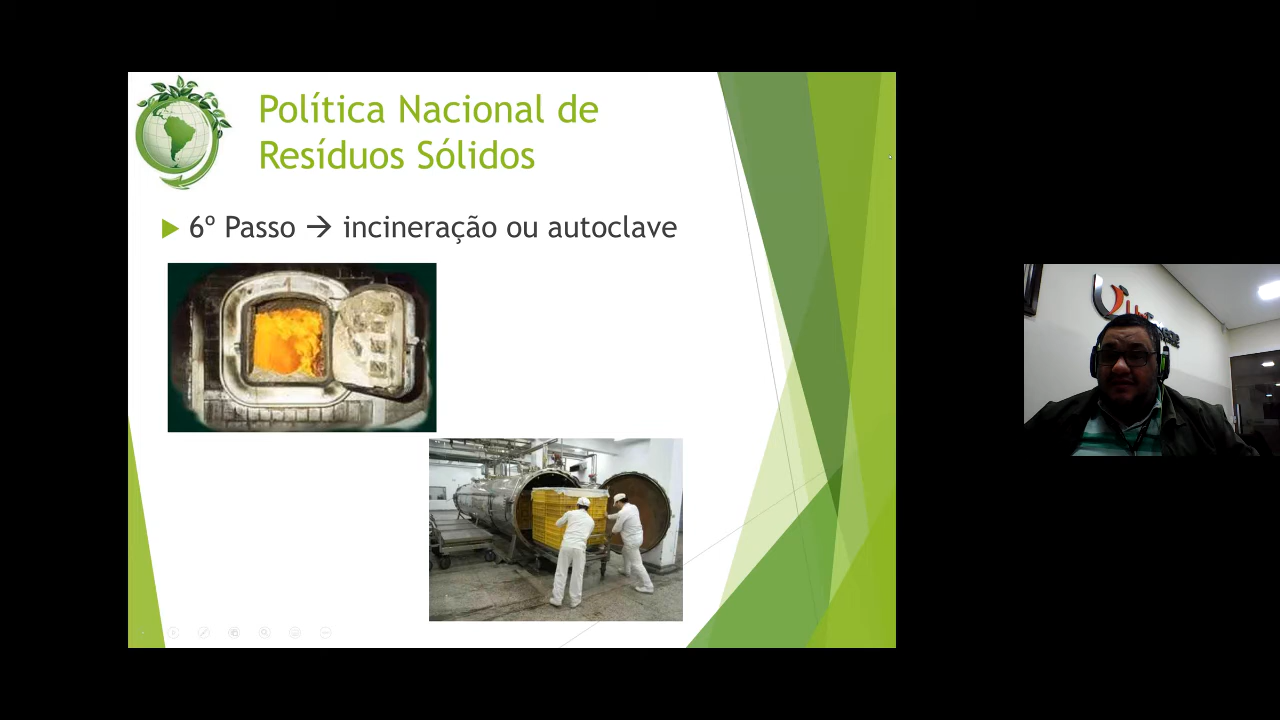 Política Nacional de
Resíduos Sólidos
6º Passo → incineração ou autoclave